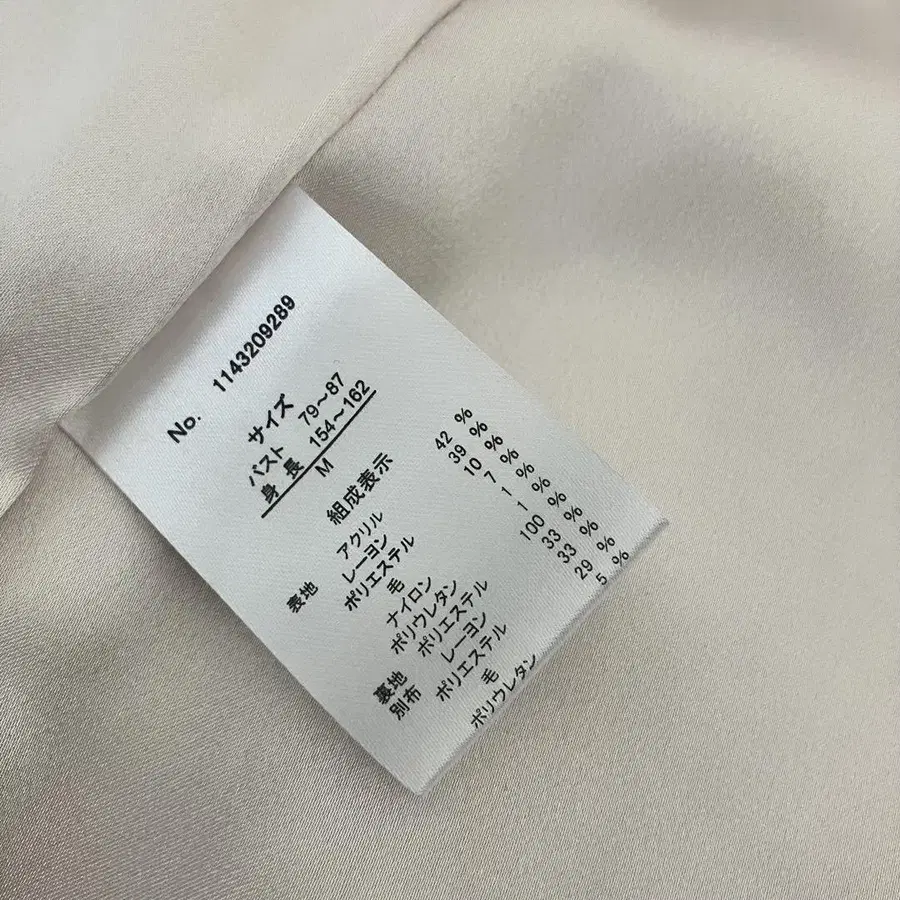 No. 1143209289
サイズ
バスト 79～87
身長 154～162
M
組成表示
表地 アクリル 42 %
レーヨン 39 %
ポリエステル 10 %
毛 7 %
ナイロン 1 %
ポリウレタン 1 %
裏地 ポリエステル 100 %
別布 レーヨン 33 %
ポリエステル 33 %
毛 29 %
ポリウレタン 5 %